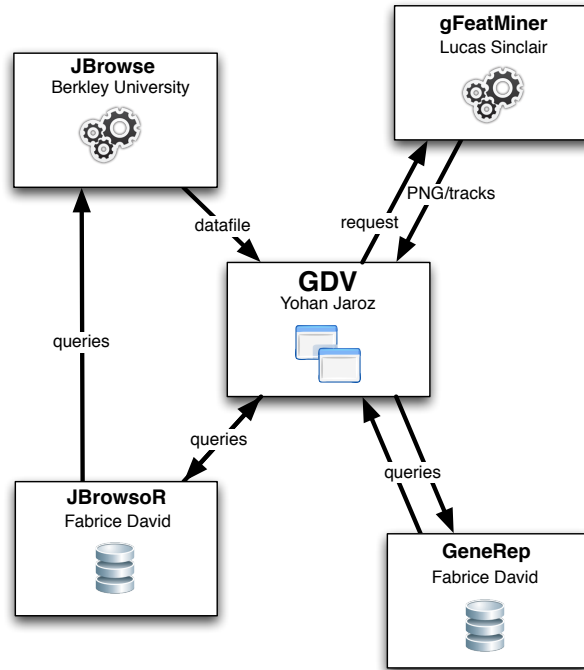 gFeatMiner
Lucas Sinclair
JBrowse
Berkley University
PNG/tracks
datafile
request
GDV
Yohan Jaroz
queries
queries
queries
JBrowsoR
Fabrice David
GeneRep
Fabrice David